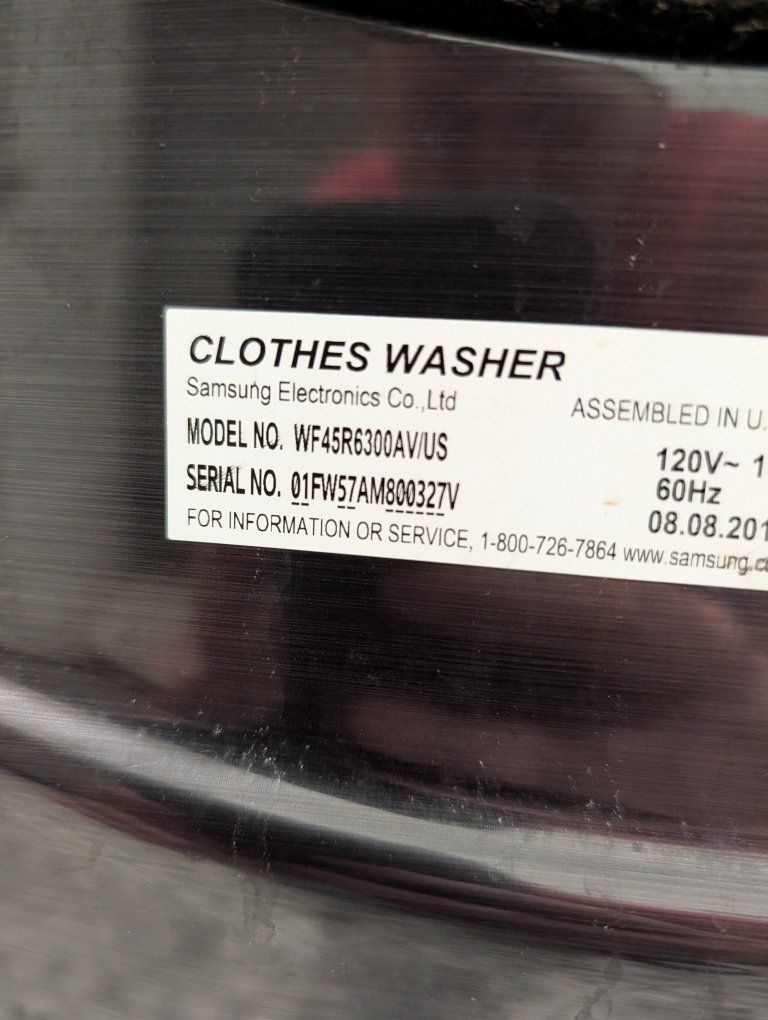 CLOTHES WASHER
Samsung Electronics Co.,Ltd
ASSEMBLED IN U.
MODEL NO. WF45R6300AV/US
120V~ 1
SERIAL NO. 01FW57AM800327V
60Hz
08.08.201
FOR INFORMATION OR SERVICE, 1-800-726-7864 www.samsung.c